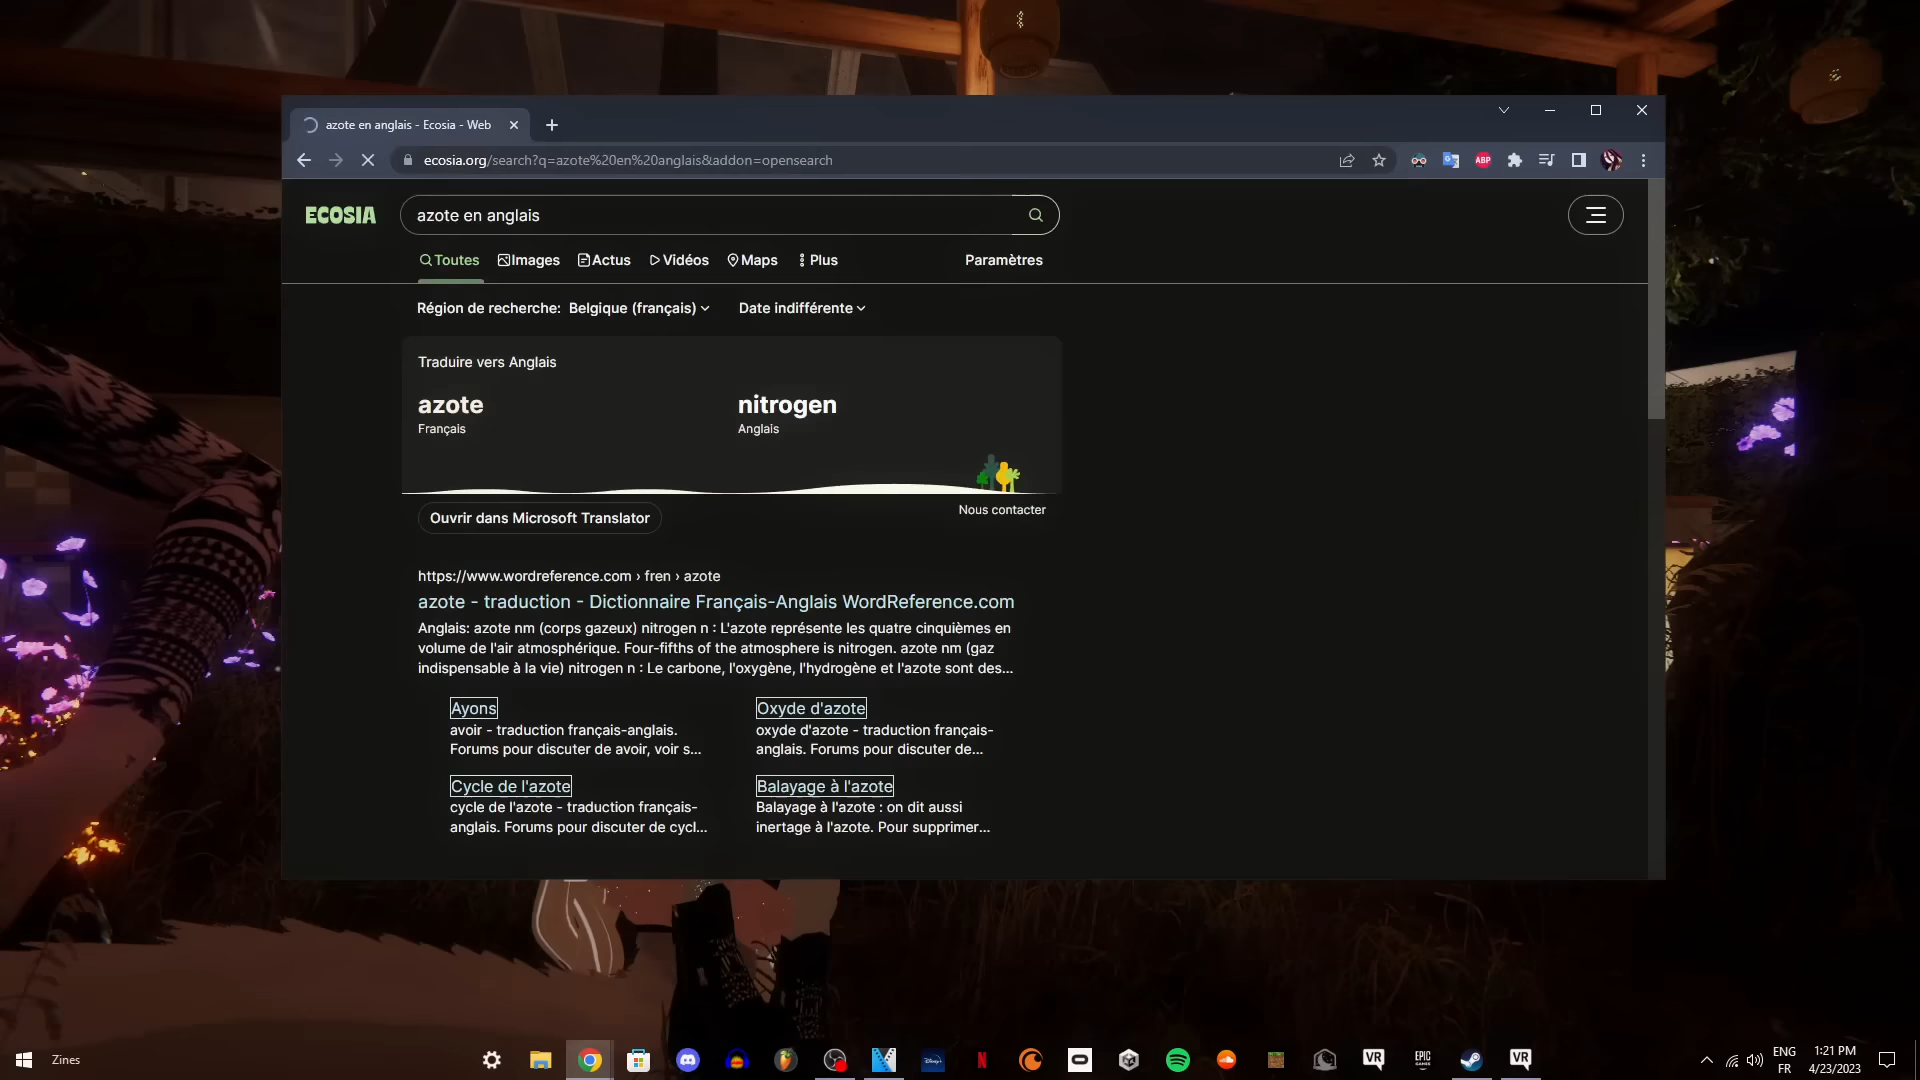 azote en anglais - Ecosia - Web
ecosia.org/search?q=azote%20en%20anglais&addon=opensearch
ABP
ECOSIA
azote en anglais
Toutes Images Actus Vidéos Maps Plus Paramètres
Région de recherche: Belgique (français) Date indifférente
Traduire vers Anglais
azote nitrogen
Français Anglais
Nous contacter
Ouvrir dans Microsoft Translator
https://www.wordreference.com › fren › azote
azote - traduction - Dictionnaire Français-Anglais WordReference.com
Anglais: azote nm (corps gazeux) nitrogen n : L'azote représente les quatre cinquièmes en
volume de l'air atmosphérique. Four-fifths of the atmosphere is nitrogen. azote nm (gaz
indispensable à la vie) nitrogen n : Le carbone, l'oxygène, l'hydrogène et l'azote sont des...
Ayons
avoir - traduction français-anglais.
Forums pour discuter de avoir, voir s...
Oxyde d'azote
oxyde d'azote - traduction français-
anglais. Forums pour discuter de...
Cycle de l'azote
cycle de l'azote - traduction français-
anglais. Forums pour discuter de cycl...
Balayage à l'azote
Balayage à l'azote : on dit aussi
inertage à l'azote. Pour supprimer...
Zines
Disney+
N
VR
EPIC
GAMES
VR
ENG
FR
1:21 PM
4/23/2023